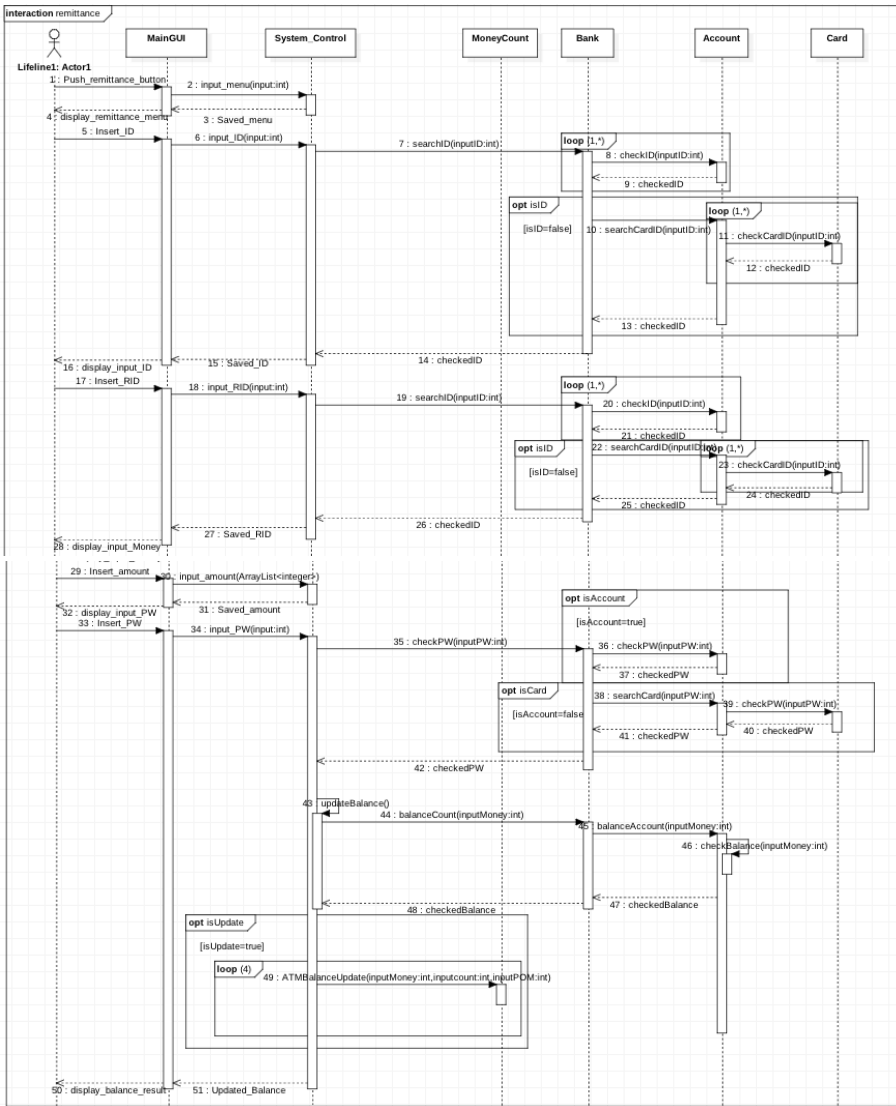 interaction remittance
MainGUI
System_Control
MoneyCount
Bank
Account
Card
Lifeline1: Actor1
1 : Push_remittance_button
2 : input_menu(input:int)
3 : Saved_menu
4 : display_remittance_menu
5 : Insert_ID
6 : input_ID(input:int)
7 : searchID(inputID:int)
loop (1,*)
8 : checkID(inputID:int)
9 : checkedID
opt isID
[isID=false]
10 : searchCardID(inputID:int)
loop (1,*)
11 : checkCardID(inputID:int)
12 : checkedID
13 : checkedID
14 : checkedID
15 : Saved_ID
16 : display_input_ID
17 : Insert_RID
18 : input_RID(input:int)
19 : searchID(inputID:int)
loop (1,*)
20 : checkID(inputID:int)
21 : checkedID
opt isID
[isID=false]
22 : searchCardID(inputID:int)
loop (1,*)
23 : checkCardID(inputID:int)
24 : checkedID
25 : checkedID
26 : checkedID
27 : Saved_RID
28 : display_input_Money
29 : Insert_amount
30 : input_amount(ArrayList<integer>)
31 : Saved_amount
32 : display_input_PW
33 : Insert_PW
34 : input_PW(input:int)
35 : checkPW(inputPW:int)
opt isAccount
[isAccount=true]
36 : checkPW(inputPW:int)
37 : checkedPW
opt isCard
[isAccount=false
38 : searchCard(inputPW:int)
39 : checkPW(inputPW:int)
40 : checkedPW
41 : checkedPW
42 : checkedPW
43 : updateBalance()
44 : balanceCount(inputMoney:int)
45 : balanceAccount(inputMoney:int)
46 : checkBalance(inputMoney:int)
47 : checkedBalance
48 : checkedBalance
opt isUpdate
[isUpdate=true]
loop (4)
49 : ATMBalanceUpdate(inputMoney:int,inputcount:int,inputPOM:int)
50 : display_balance_result
51 : Updated_Balance